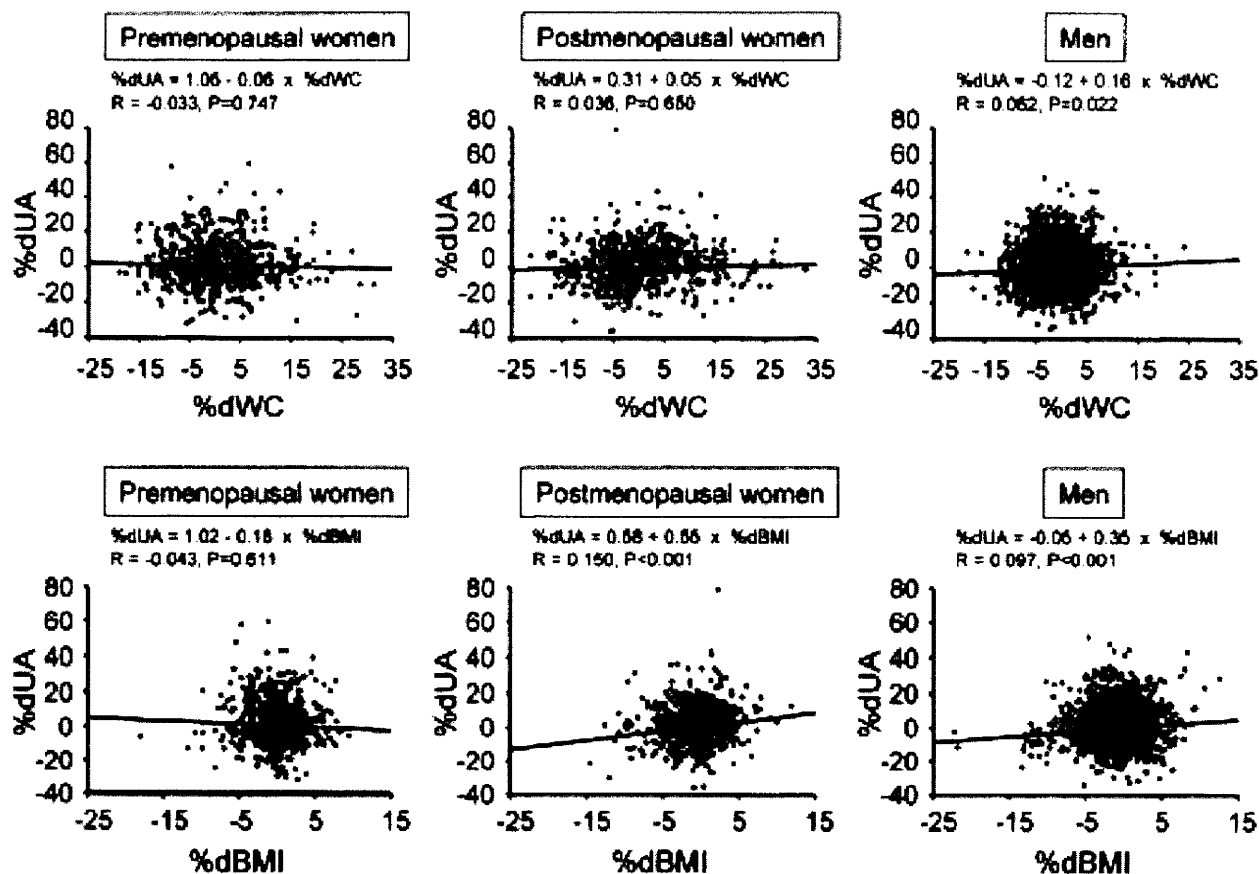 Premenopausal women
%dUA = 1.06 - 0.06 x %dWC
R = -0.033, P=0.747
80
60
40
20
0
-20
-40
%dUA
-25 -15 -5 5 15 25 35
%dWC
Postmenopausal women
%dUA = 0.31 + 0.05 x %dWC
R = 0.036, P=0.650
80
60
40
20
0
-20
-40
%dUA
-25 -15 -5 5 15 25 35
%dWC
Men
%dUA = -0.12 + 0.16 x %dWC
R = 0.062, P=0.022
80
60
40
20
0
-20
-40
%dUA
-25 -15 -5 5 15 25 35
%dWC
Premenopausal women
%dUA = 1.02 - 0.18 x %dBMI
R = -0.043, P=0.511
80
60
40
20
0
-20
-40
%dUA
-25 -15 -5 5 15
%dBMI
Postmenopausal women
%dUA = 0.58 + 0.55 x %dBMI
R = 0.150, P<0.001
80
60
40
20
0
-20
-40
%dUA
-25 -15 -5 5 15
%dBMI
Men
%dUA = -0.05 + 0.35 x %dBMI
R = 0.097, P<0.001
80
60
40
20
0
-20
-40
%dUA
-25 -15 -5 5 15
%dBMI